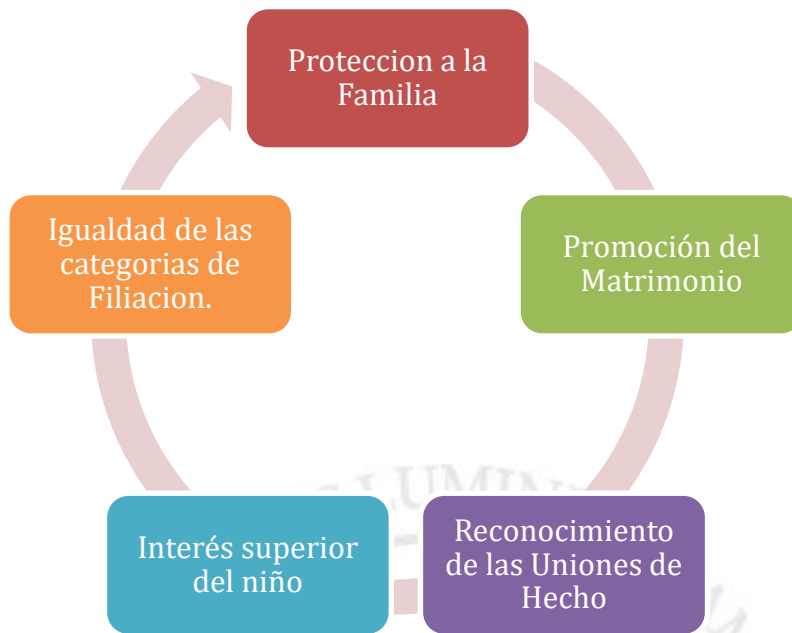 Proteccion a la
Familia
Promoción del
Matrimonio
Reconocimiento
de las Uniones de
Hecho
Interés superior
del niño
Igualdad de las
categorias de
Filiacion.